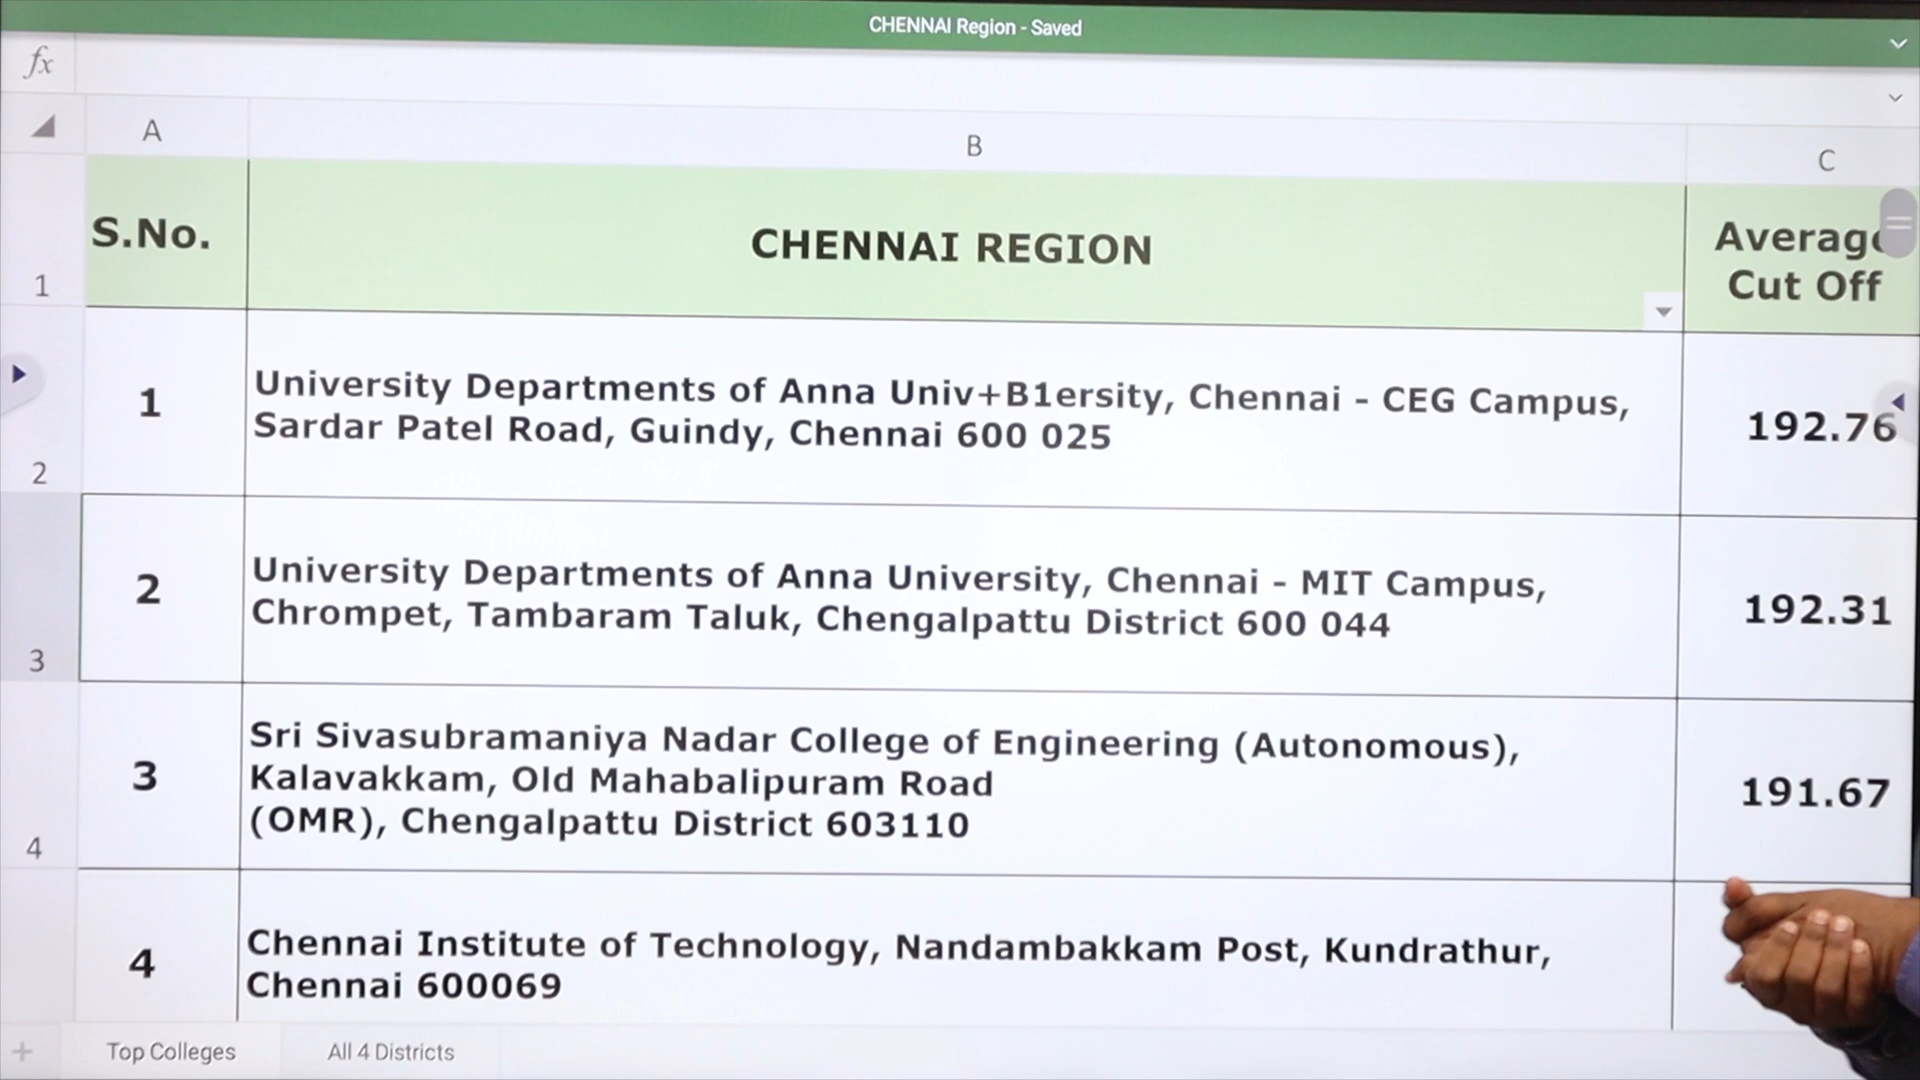 CHENNAI Region - Saved
fx
A
B
C
S.No.
CHENNAI REGION
Average
Cut Off
1
1
University Departments of Anna Univ+B1ersity, Chennai - CEG Campus,
Sardar Patel Road, Guindy, Chennai 600 025
192.76
2
2
University Departments of Anna University, Chennai - MIT Campus,
Chrompet, Tambaram Taluk, Chengalpattu District 600 044
192.31
3
3
Sri Sivasubramaniya Nadar College of Engineering (Autonomous),
Kalavakkam, Old Mahabalipuram Road
(OMR), Chengalpattu District 603110
191.67
4
4
Chennai Institute of Technology, Nandambakkam Post, Kundrathur,
Chennai 600069
+
Top Colleges
All 4 Districts